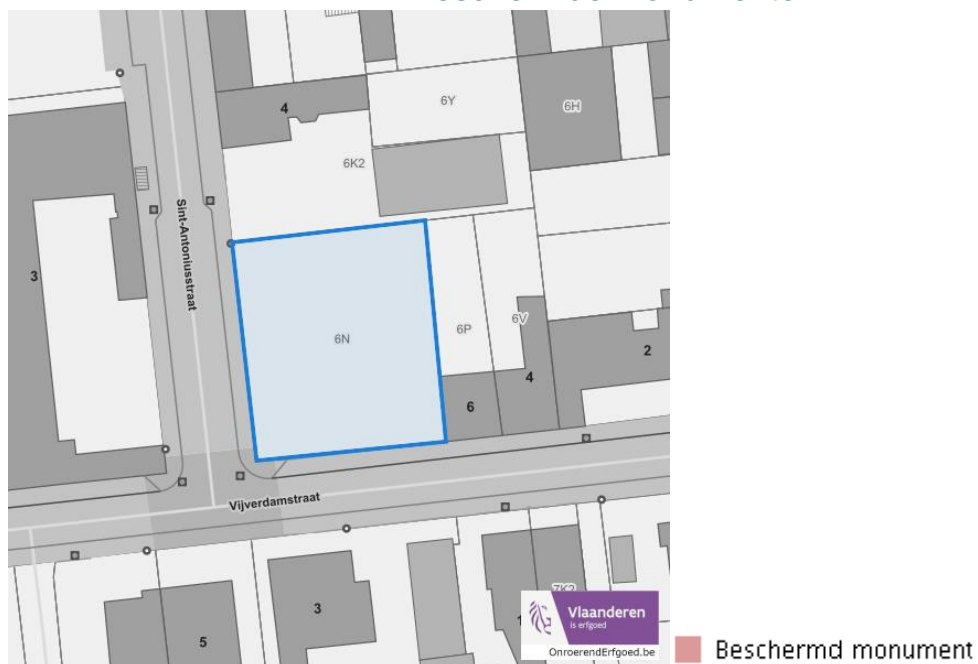 4
6Y
6H
6K2
Sint-Antoniusstraat
3
6N
6P
6V
2
4
6
Vijverdamstraat
3
5
Vlaanderen
is erfgoed
OnroerendErfgoed.be
Beschermd monument